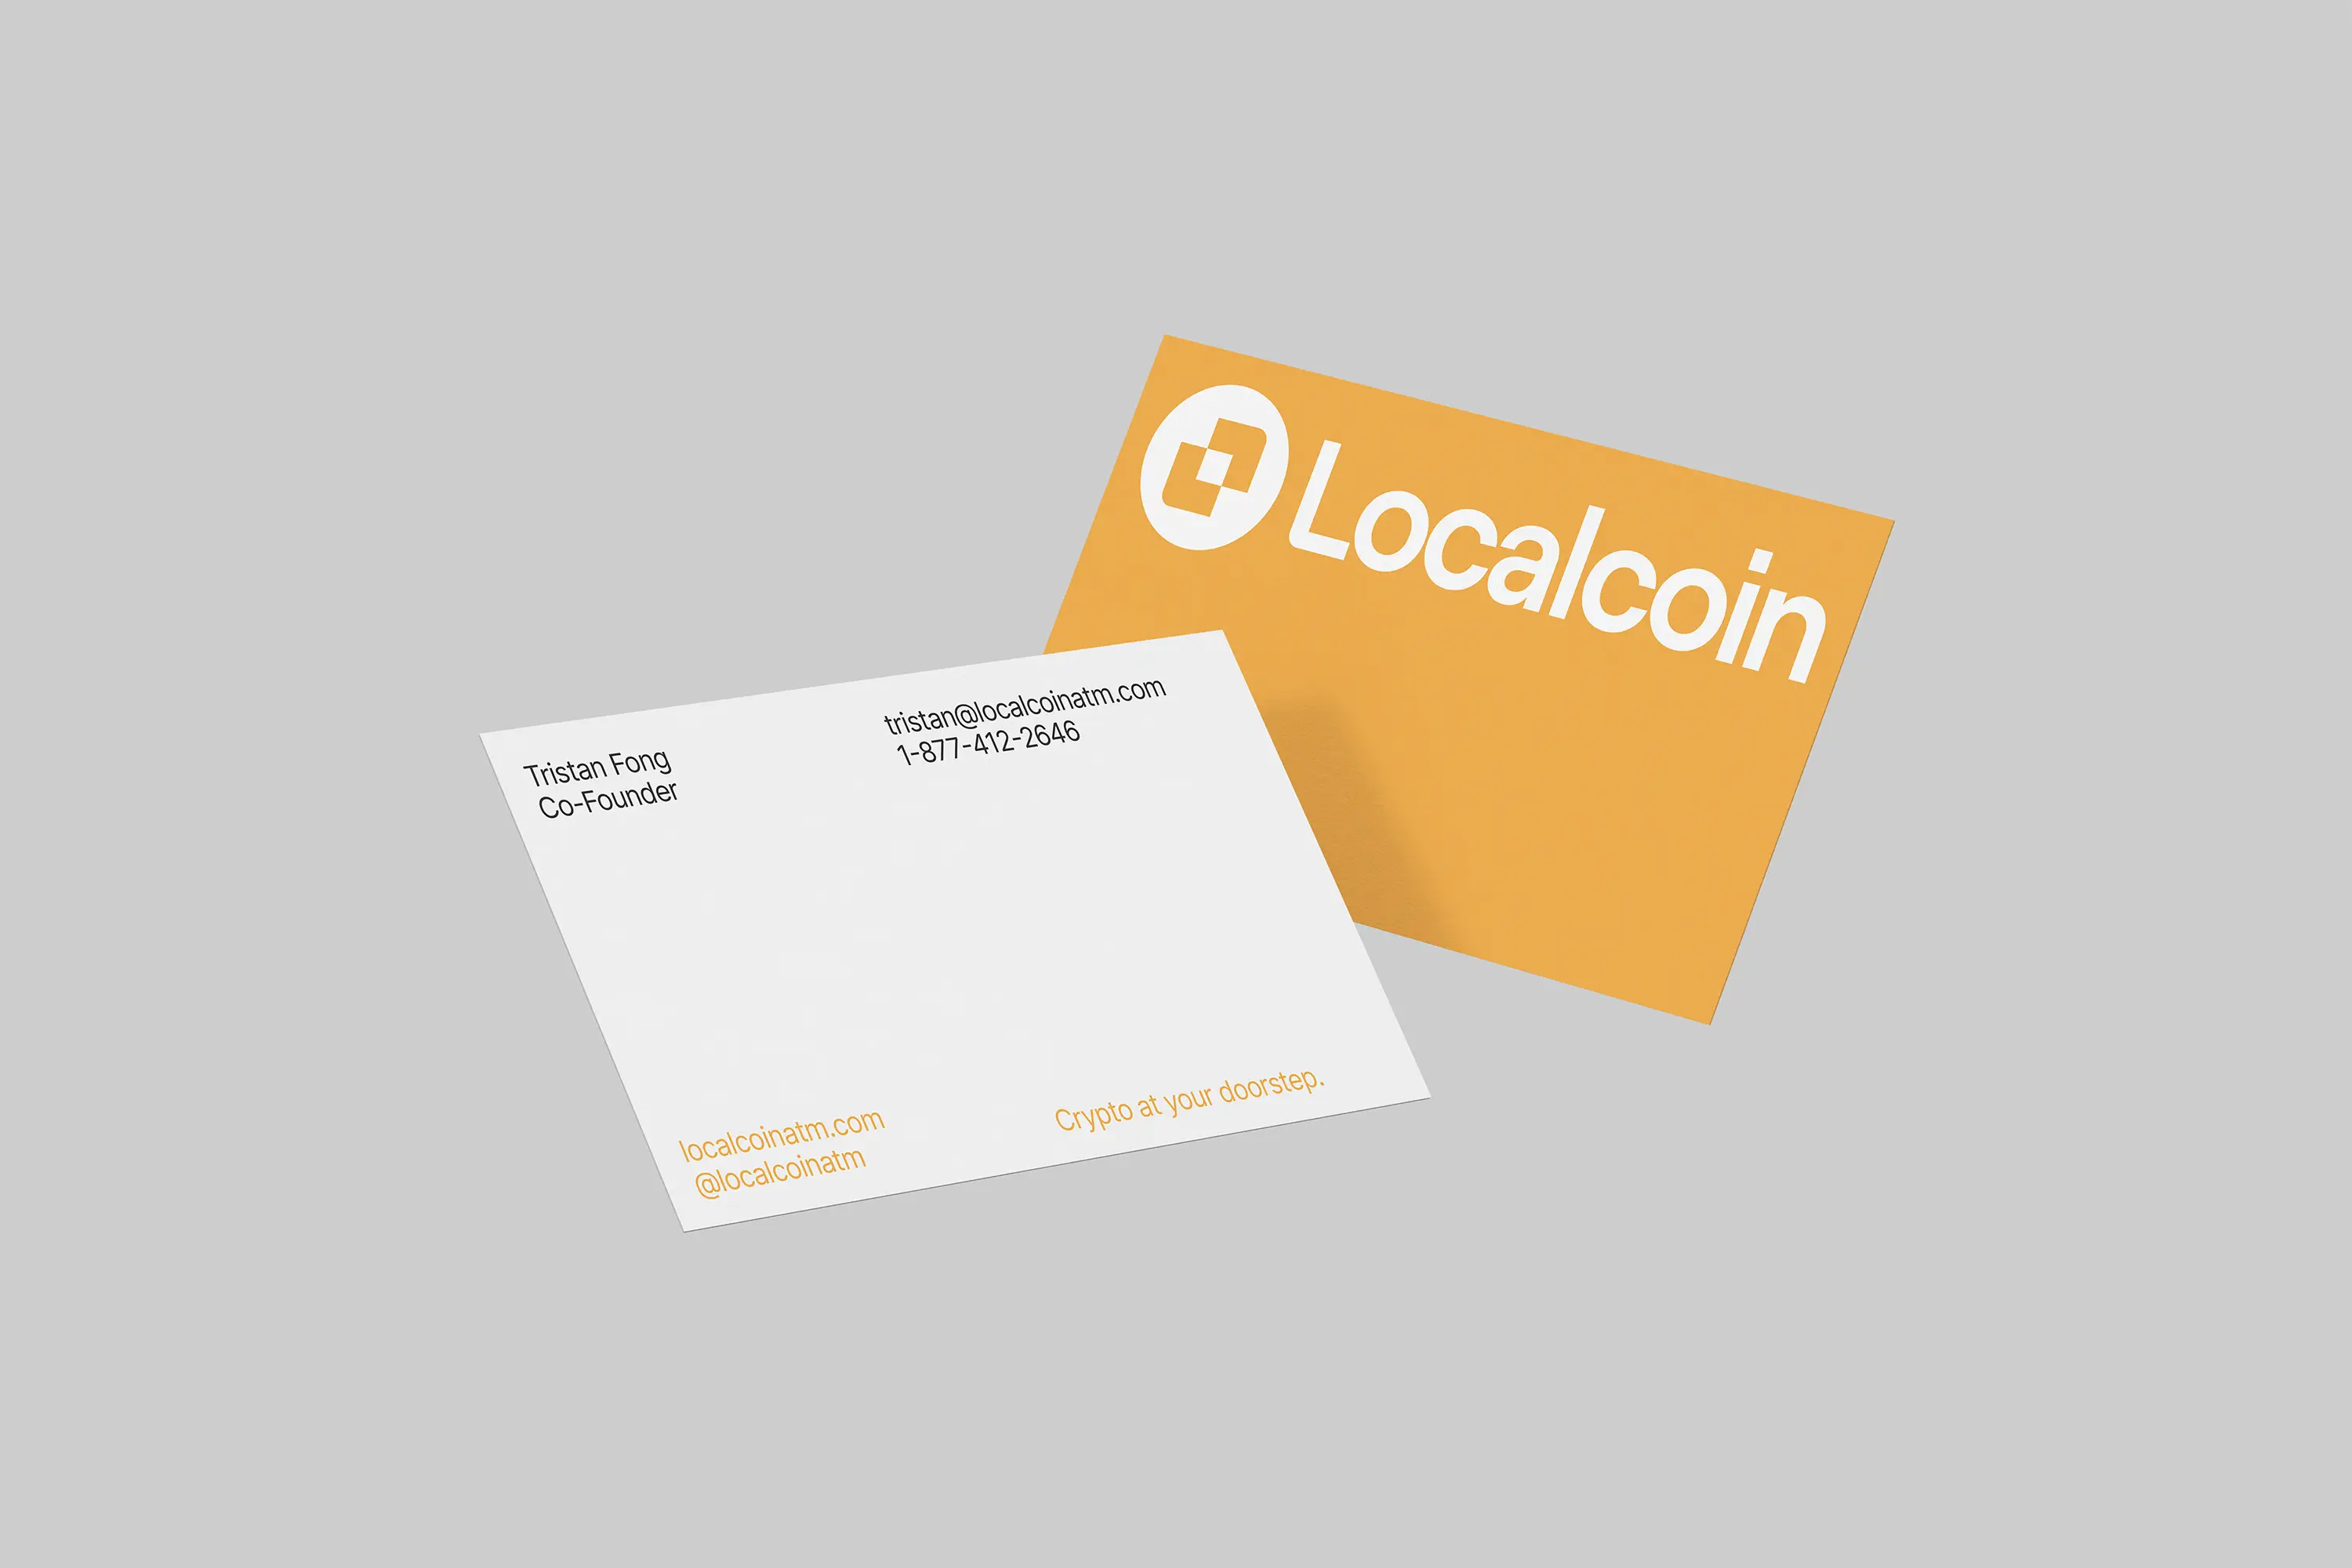 Localcoin
Tristan Fong
Co-Founder
tristan@localcoinatm.com
1-877-412-2646
localcoinatm.com
@localcoinatm
Crypto at your doorstep.